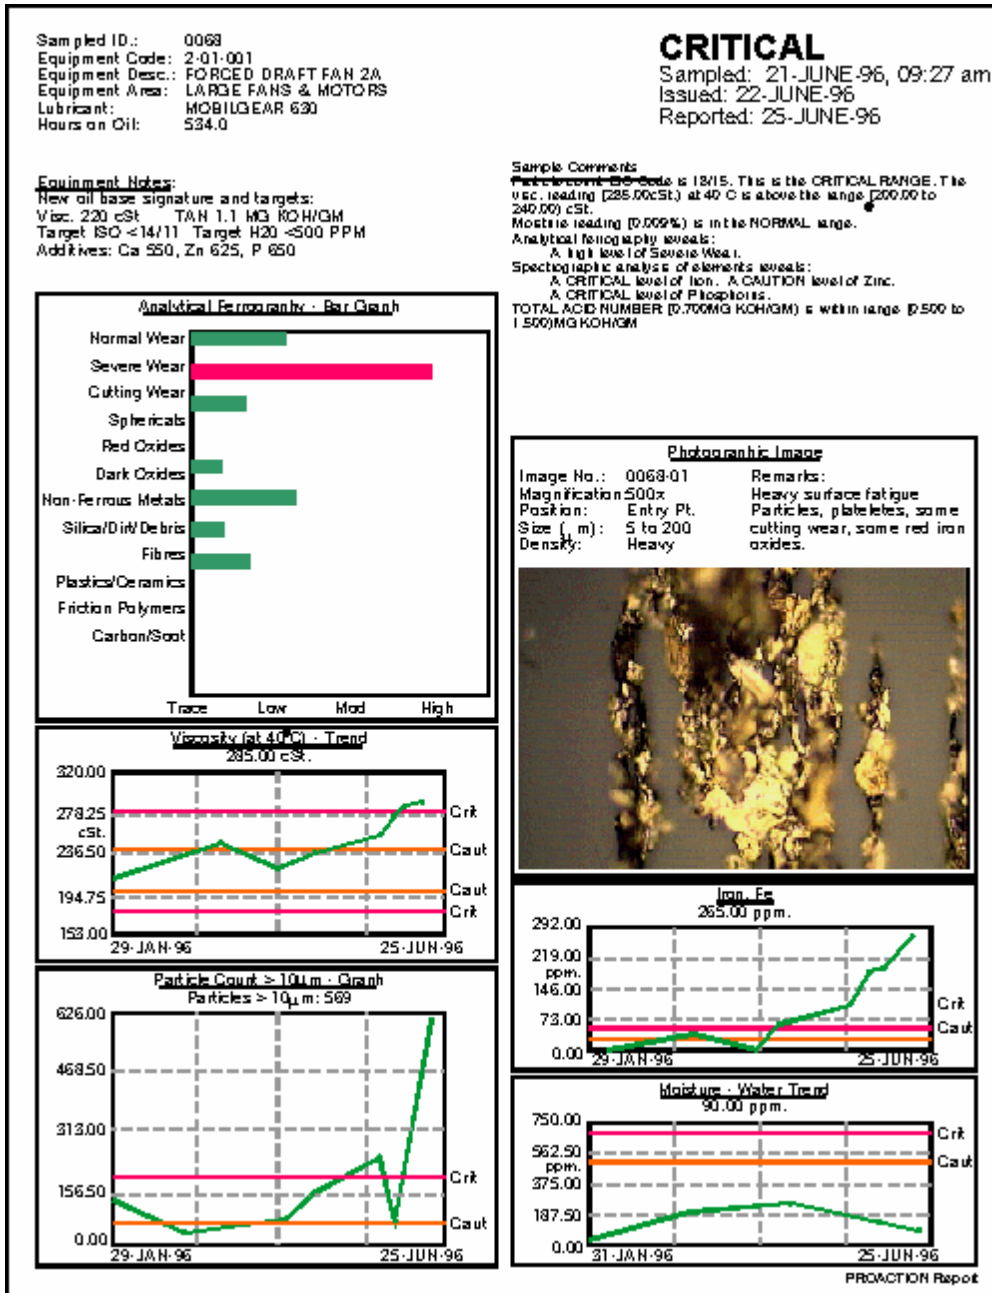 Sampled ID.: 0068
Equipment Code: 2-01-001
Equipment Desc.: FORCED DRAFT FAN 2A
Equipment Area: LARGE FANS & MOTORS
Lubricant: MOBILGEAR 630
Hours on Oil: 534.0
CRITICAL
Sampled: 21-JUNE-96, 09:27 am
Issued: 22-JUNE-96
Reported: 25-JUNE-96
Equipment Notes:
New oil base signature and targets:
Visc. 220 cSt TAN 1.1 MG KOH/GM
Target ISO <14/11 Target H20 <500 PPM
Additives: Ca 550, Zn 625, P 650
Sample Comments
Particle count ISO Code is 18/15. This is the CRITICAL RANGE. The
visc. reading [285.00cSt.] at 40 C is above the range [200.00 to
240.00) cSt.
Moisture reading [0.009%) is in the NORMAL range.
Analytical ferrography reveals:
A high level of Severe Wear.
Spectrographic analysis of elements reveals:
A CRITICAL level of Iron. A CAUTION level of Zinc.
A CRITICAL level of Phosphorus.
TOTAL ACID NUMBER [0.700MG KOH/GM) is within range [0.500 to
1.500)MG KOH/GM
Analytical Ferrography - Bar Graph
Normal Wear
Severe Wear
Cutting Wear
Sphericals
Red Oxides
Dark Oxides
Non-Ferrous Metals
Silica/Dirt/Debris
Fibres
Plastics/Ceramics
Friction Polymers
Carbon/Soot
Trace Low Mod High
Photographic Image
Image No.: 0068-01
Magnification: 500x
Position: Entry Pt.
Size (µm): 5 to 200
Density: Heavy
Remarks:
Heavy surface fatigue
Particles, plateletes, some
cutting wear, some red iron
oxides.
Viscosity (at 40°C) - Trend
285.00 cSt.
320.00
278.25
cSt.
236.50
194.75
153.00
Crit
Caut
Caut
Crit
29-JAN-96 25-JUN-96
Particle Count > 10µm - Graph
Particles > 10µm: 569
626.00
468.50
313.00
156.50
0.00
Crit
Caut
29-JAN-96 25-JUN-96
Iron, Fe
265.00 ppm.
292.00
219.00
ppm.
146.00
73.00
0.00
Crit
Caut
29-JAN-96 25-JUN-96
Moisture - Water Trend
90.00 ppm.
750.00
562.50
ppm.
375.00
187.50
0.00
Crit
Caut
31-JAN-96 25-JUN-96
PROACTION Report